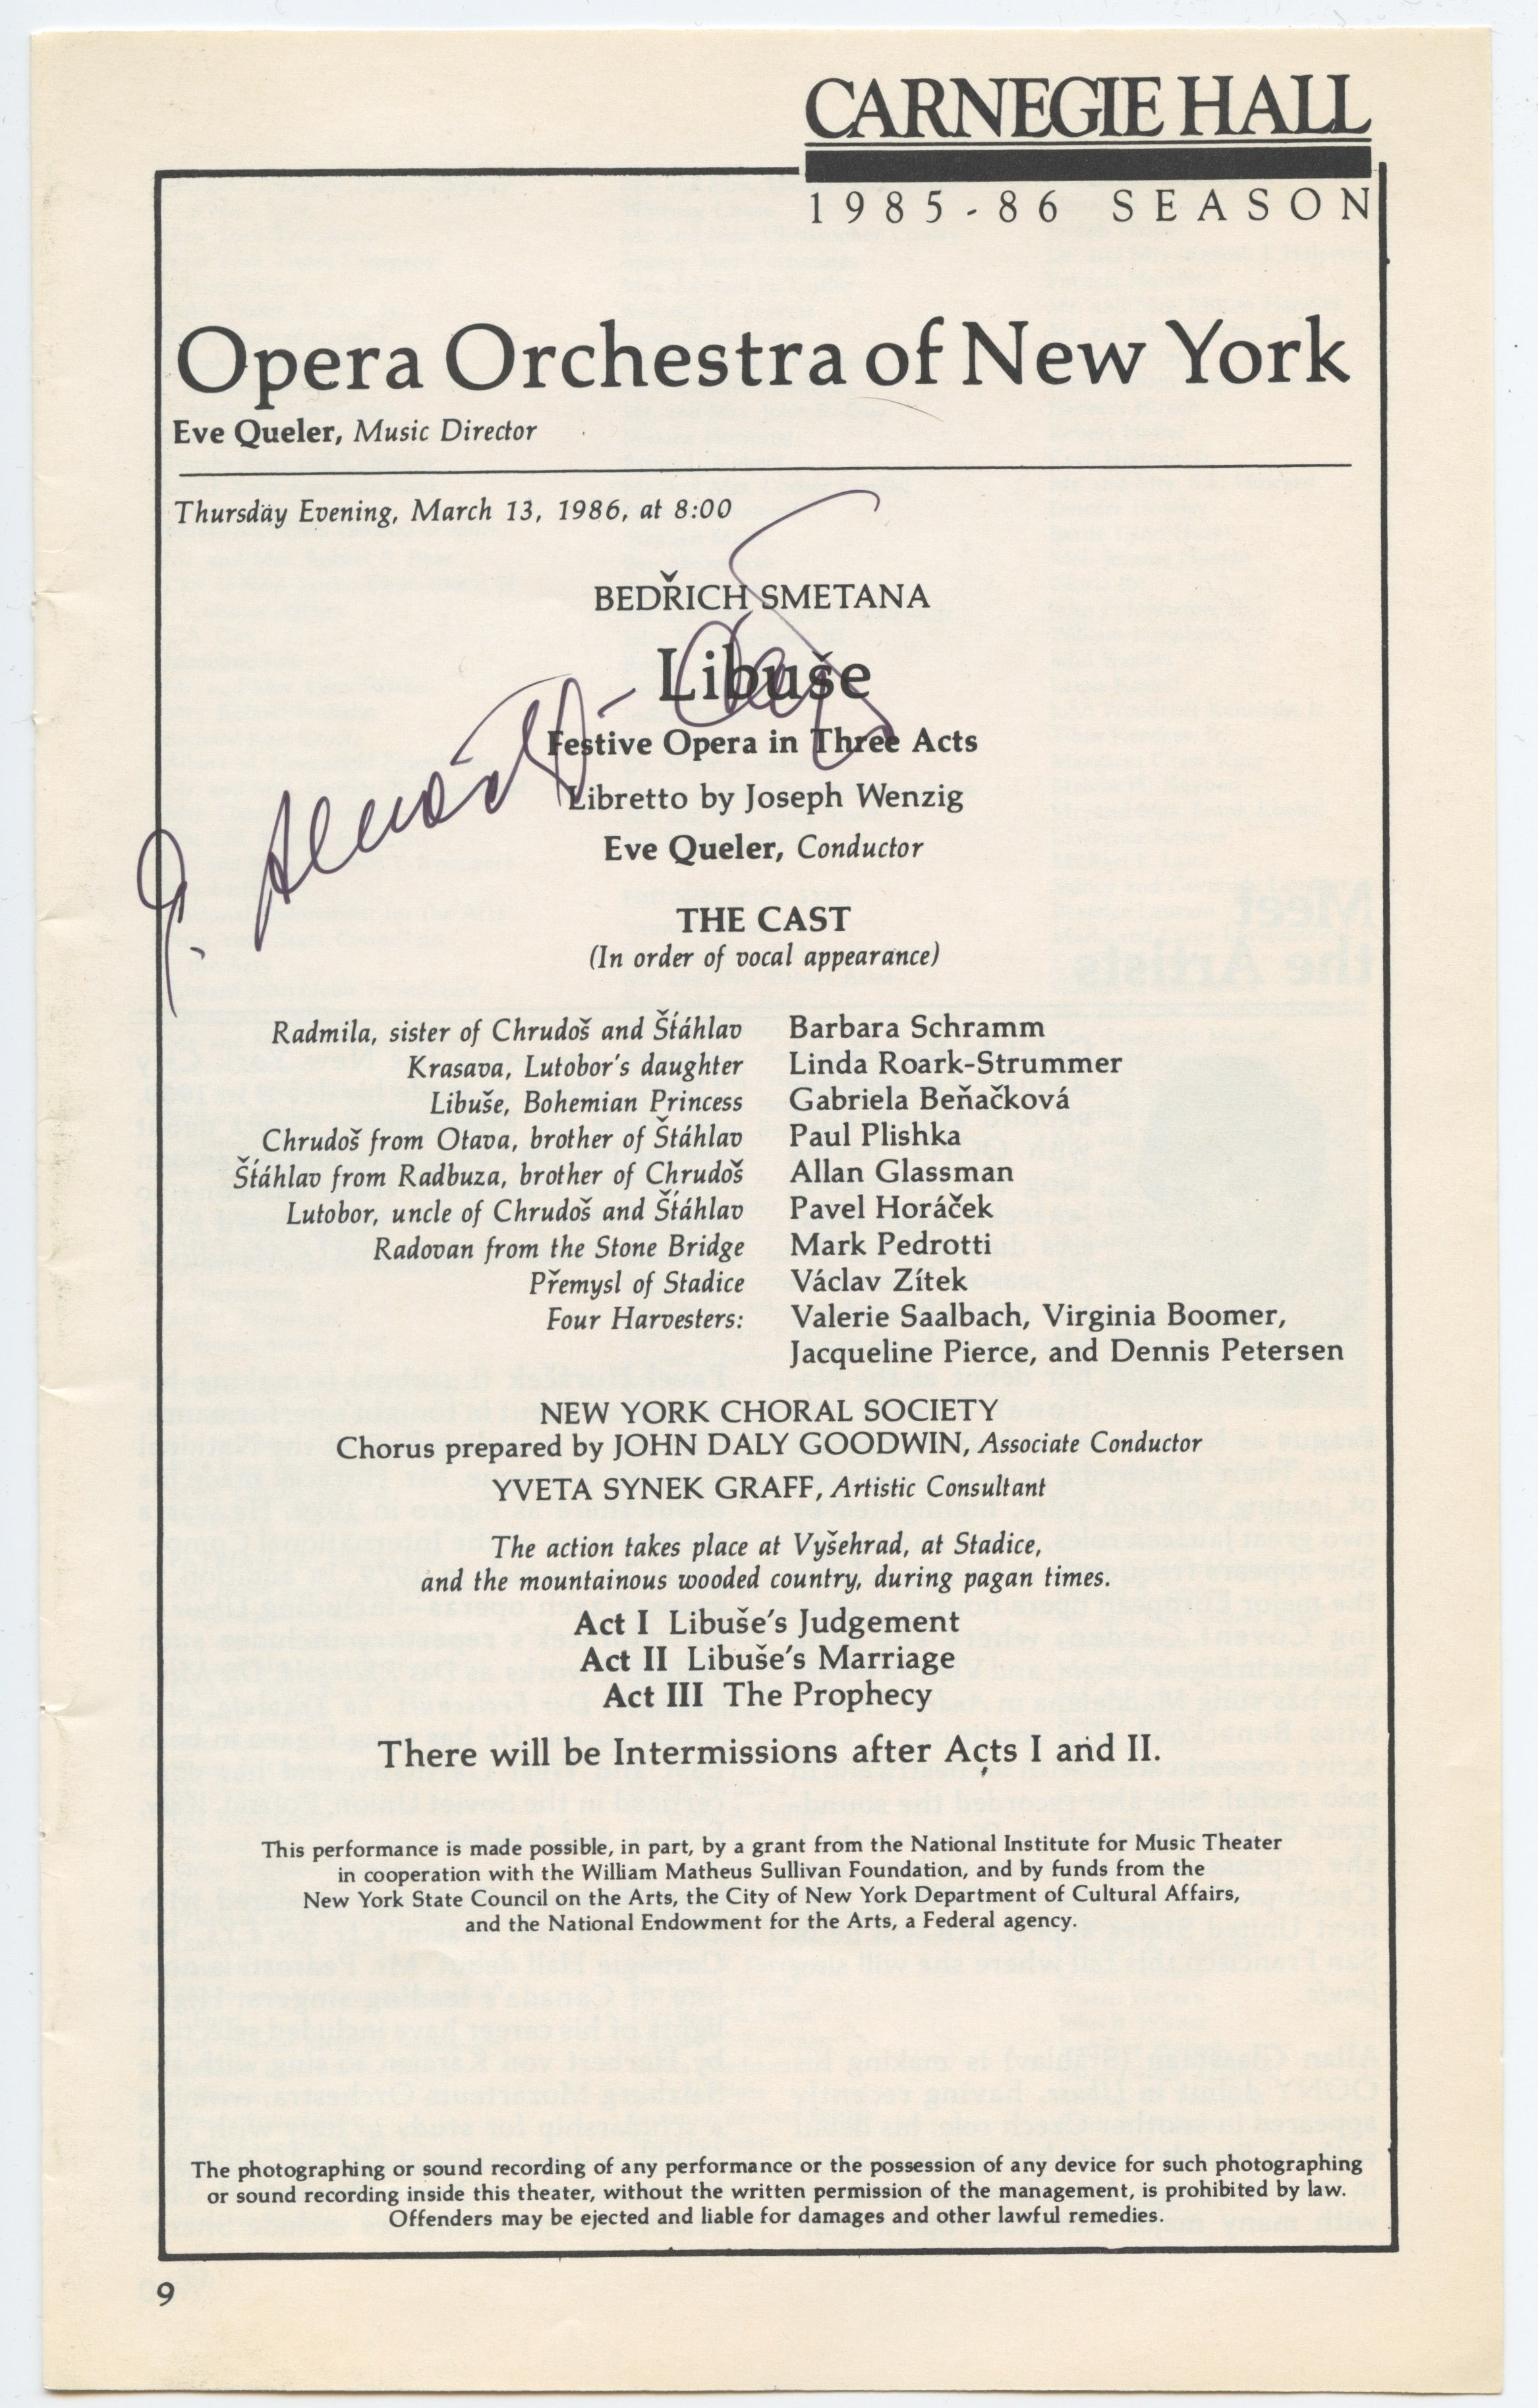 CARNEGIE HALL
1985-86 SEASON
Opera Orchestra of New York
Eve Queler, Music Director
Thursday Evening, March 13, 1986, at 8:00
BEDŘICH SMETANA
Libuše
Festive Opera in Three Acts
Libretto by Joseph Wenzig
Eve Queler, Conductor
THE CAST
(In order of vocal appearance)
Radmila, sister of Chrudoš and Šťáhlav Barbara Schramm
Krasava, Lutobor's daughter Linda Roark-Strummer
Libuše, Bohemian Princess Gabriela Beňačková
Chrudoš from Otava, brother of Šťáhlav Paul Plishka
Šťáhlav from Radbuza, brother of Chrudoš Allan Glassman
Lutobor, uncle of Chrudoš and Šťáhlav Pavel Horáček
Radovan from the Stone Bridge Mark Pedrotti
Přemysl of Stadice Václav Zítek
Four Harvesters: Valerie Saalbach, Virginia Boomer,
Jacqueline Pierce, and Dennis Petersen
NEW YORK CHORAL SOCIETY
Chorus prepared by JOHN DALY GOODWIN, Associate Conductor
YVETA SYNEK GRAFF, Artistic Consultant
The action takes place at Vyšehrad, at Stadice,
and the mountainous wooded country, during pagan times.
Act I Libuše's Judgement
Act II Libuše's Marriage
Act III The Prophecy
There will be Intermissions after Acts I and II.
This performance is made possible, in part, by a grant from the National Institute for Music Theater
in cooperation with the William Matheus Sullivan Foundation, and by funds from the
New York State Council on the Arts, the City of New York Department of Cultural Affairs,
and the National Endowment for the Arts, a Federal agency.
The photographing or sound recording of any performance or the possession of any device for such photographing
or sound recording inside this theater, without the written permission of the management, is prohibited by law.
Offenders may be ejected and liable for damages and other lawful remedies.
9